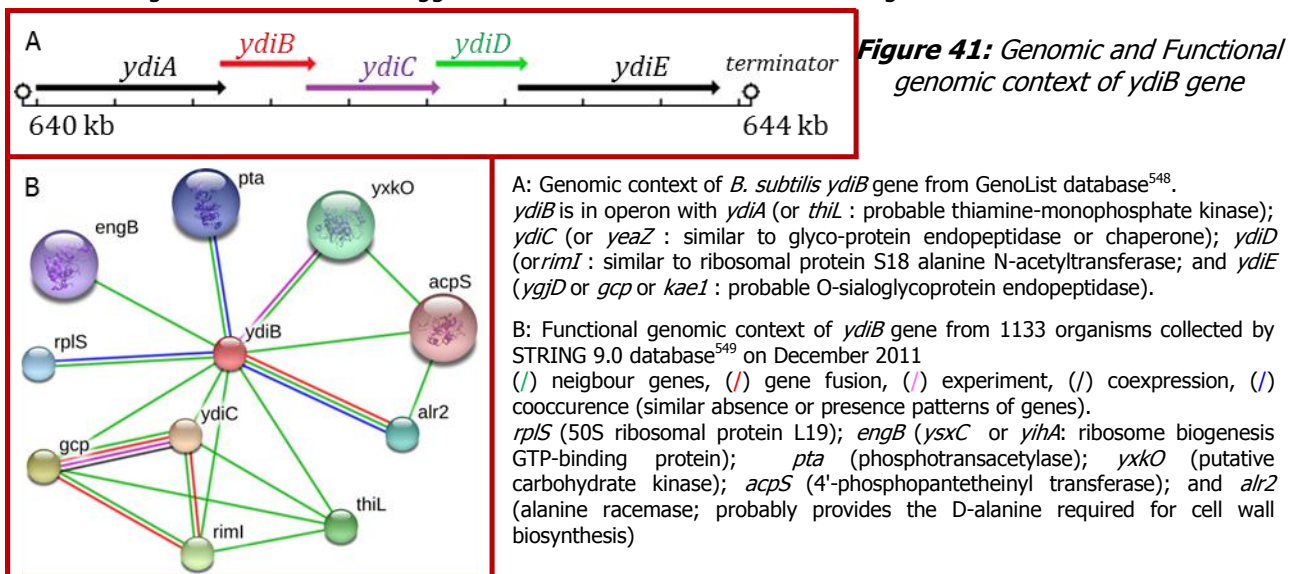 A
ydiB
ydiD
ydiA
ydiC
ydiE
terminator
640 kb
644 kb
Figure 41: Genomic and Functional
genomic context of ydiB gene
B
pta
yxkO
engB
acpS
ydiB
rplS
ydiC
alr2
gcp
thiL
rimI
A: Genomic context of B. subtilis ydiB gene from GenoList database548.
ydiB is in operon with ydiA (or thiL : probable thiamine-monophosphate kinase);
ydiC (or yeaZ : similar to glyco-protein endopeptidase or chaperone); ydiD
(or rimI : similar to ribosomal protein S18 alanine N-acetyltransferase; and ydiE
(ygjD or gcp or kae1 : probable O-sialoglycoprotein endopeptidase).
B: Functional genomic context of ydiB gene from 1133 organisms collected by
STRING 9.0 database549 on December 2011
(/) neigbour genes, (/) gene fusion, (/) experiment, (/) coexpression, (/)
cooccurence (similar absence or presence patterns of genes).
rplS (50S ribosomal protein L19); engB (ysxC or yihA: ribosome biogenesis
GTP-binding protein); pta (phosphotransacetylase); yxkO (putative
carbohydrate kinase); acpS (4'-phosphopantetheinyl transferase); and alr2
(alanine racemase; probably provides the D-alanine required for cell wall
biosynthesis)